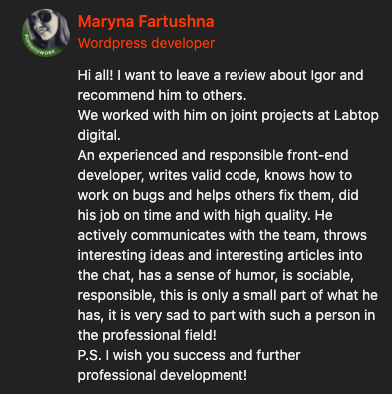 Maryna Fartushna
Wordpress developer
Hi all! I want to leave a review about Igor and
recommend him to others.
We worked with him on joint projects at Labtop
digital.
An experienced and responsible front-end
developer, writes valid code, knows how to
work on bugs and helps others fix them, did
his job on time and with high quality. He
actively communicates with the team, throws
interesting ideas and interesting articles into
the chat, has a sense of humor, is sociable,
responsible, this is only a small part of what he
has, it is very sad to part with such a person in
the professional field!
P.S. I wish you success and further
professional development!
#OPENTOWORK